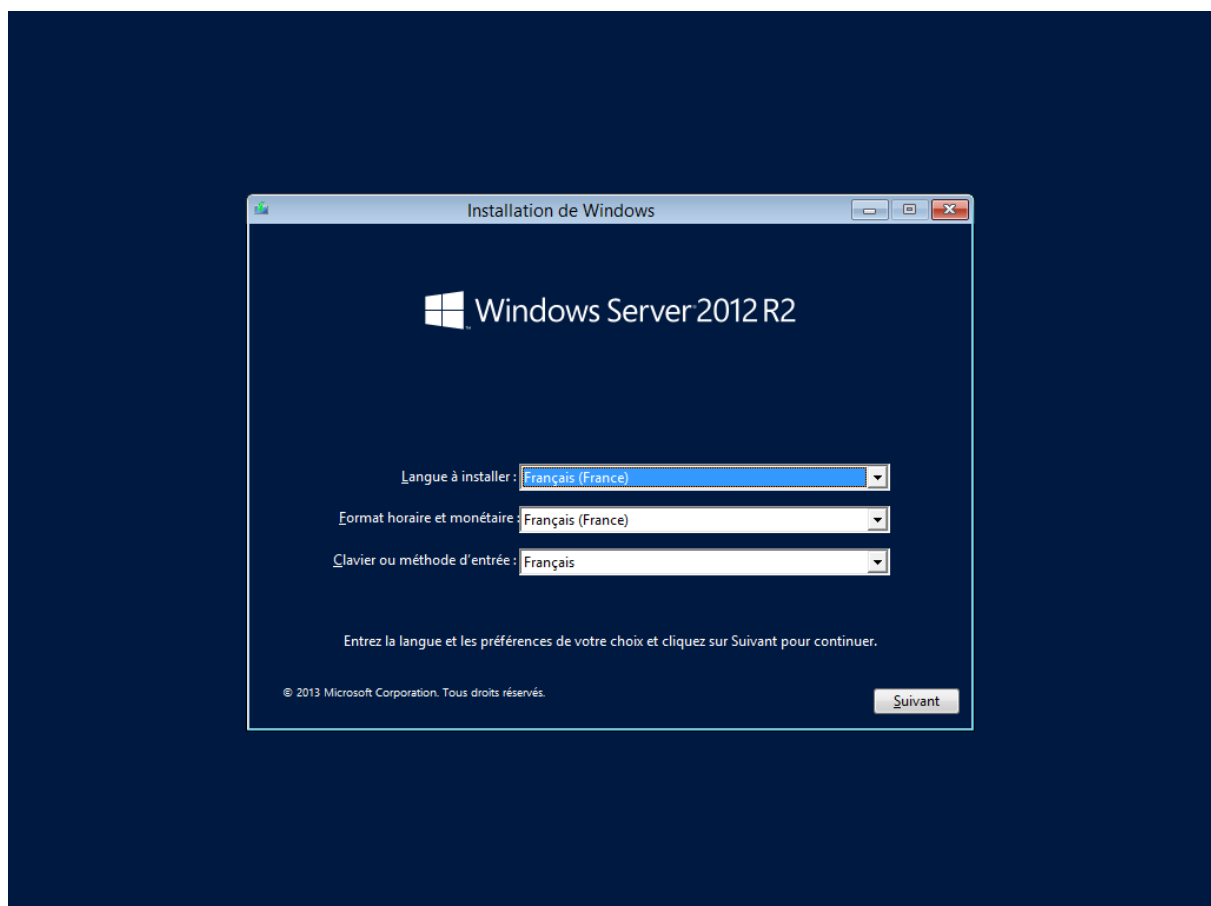 Installation de Windows
Windows Server 2012 R2
Langue à installer : Français (France)
Format horaire et monétaire : Français (France)
Clavier ou méthode d'entrée : Français
Entrez la langue et les préférences de votre choix et cliquez sur Suivant pour continuer.
© 2013 Microsoft Corporation. Tous droits réservés.
Suivant